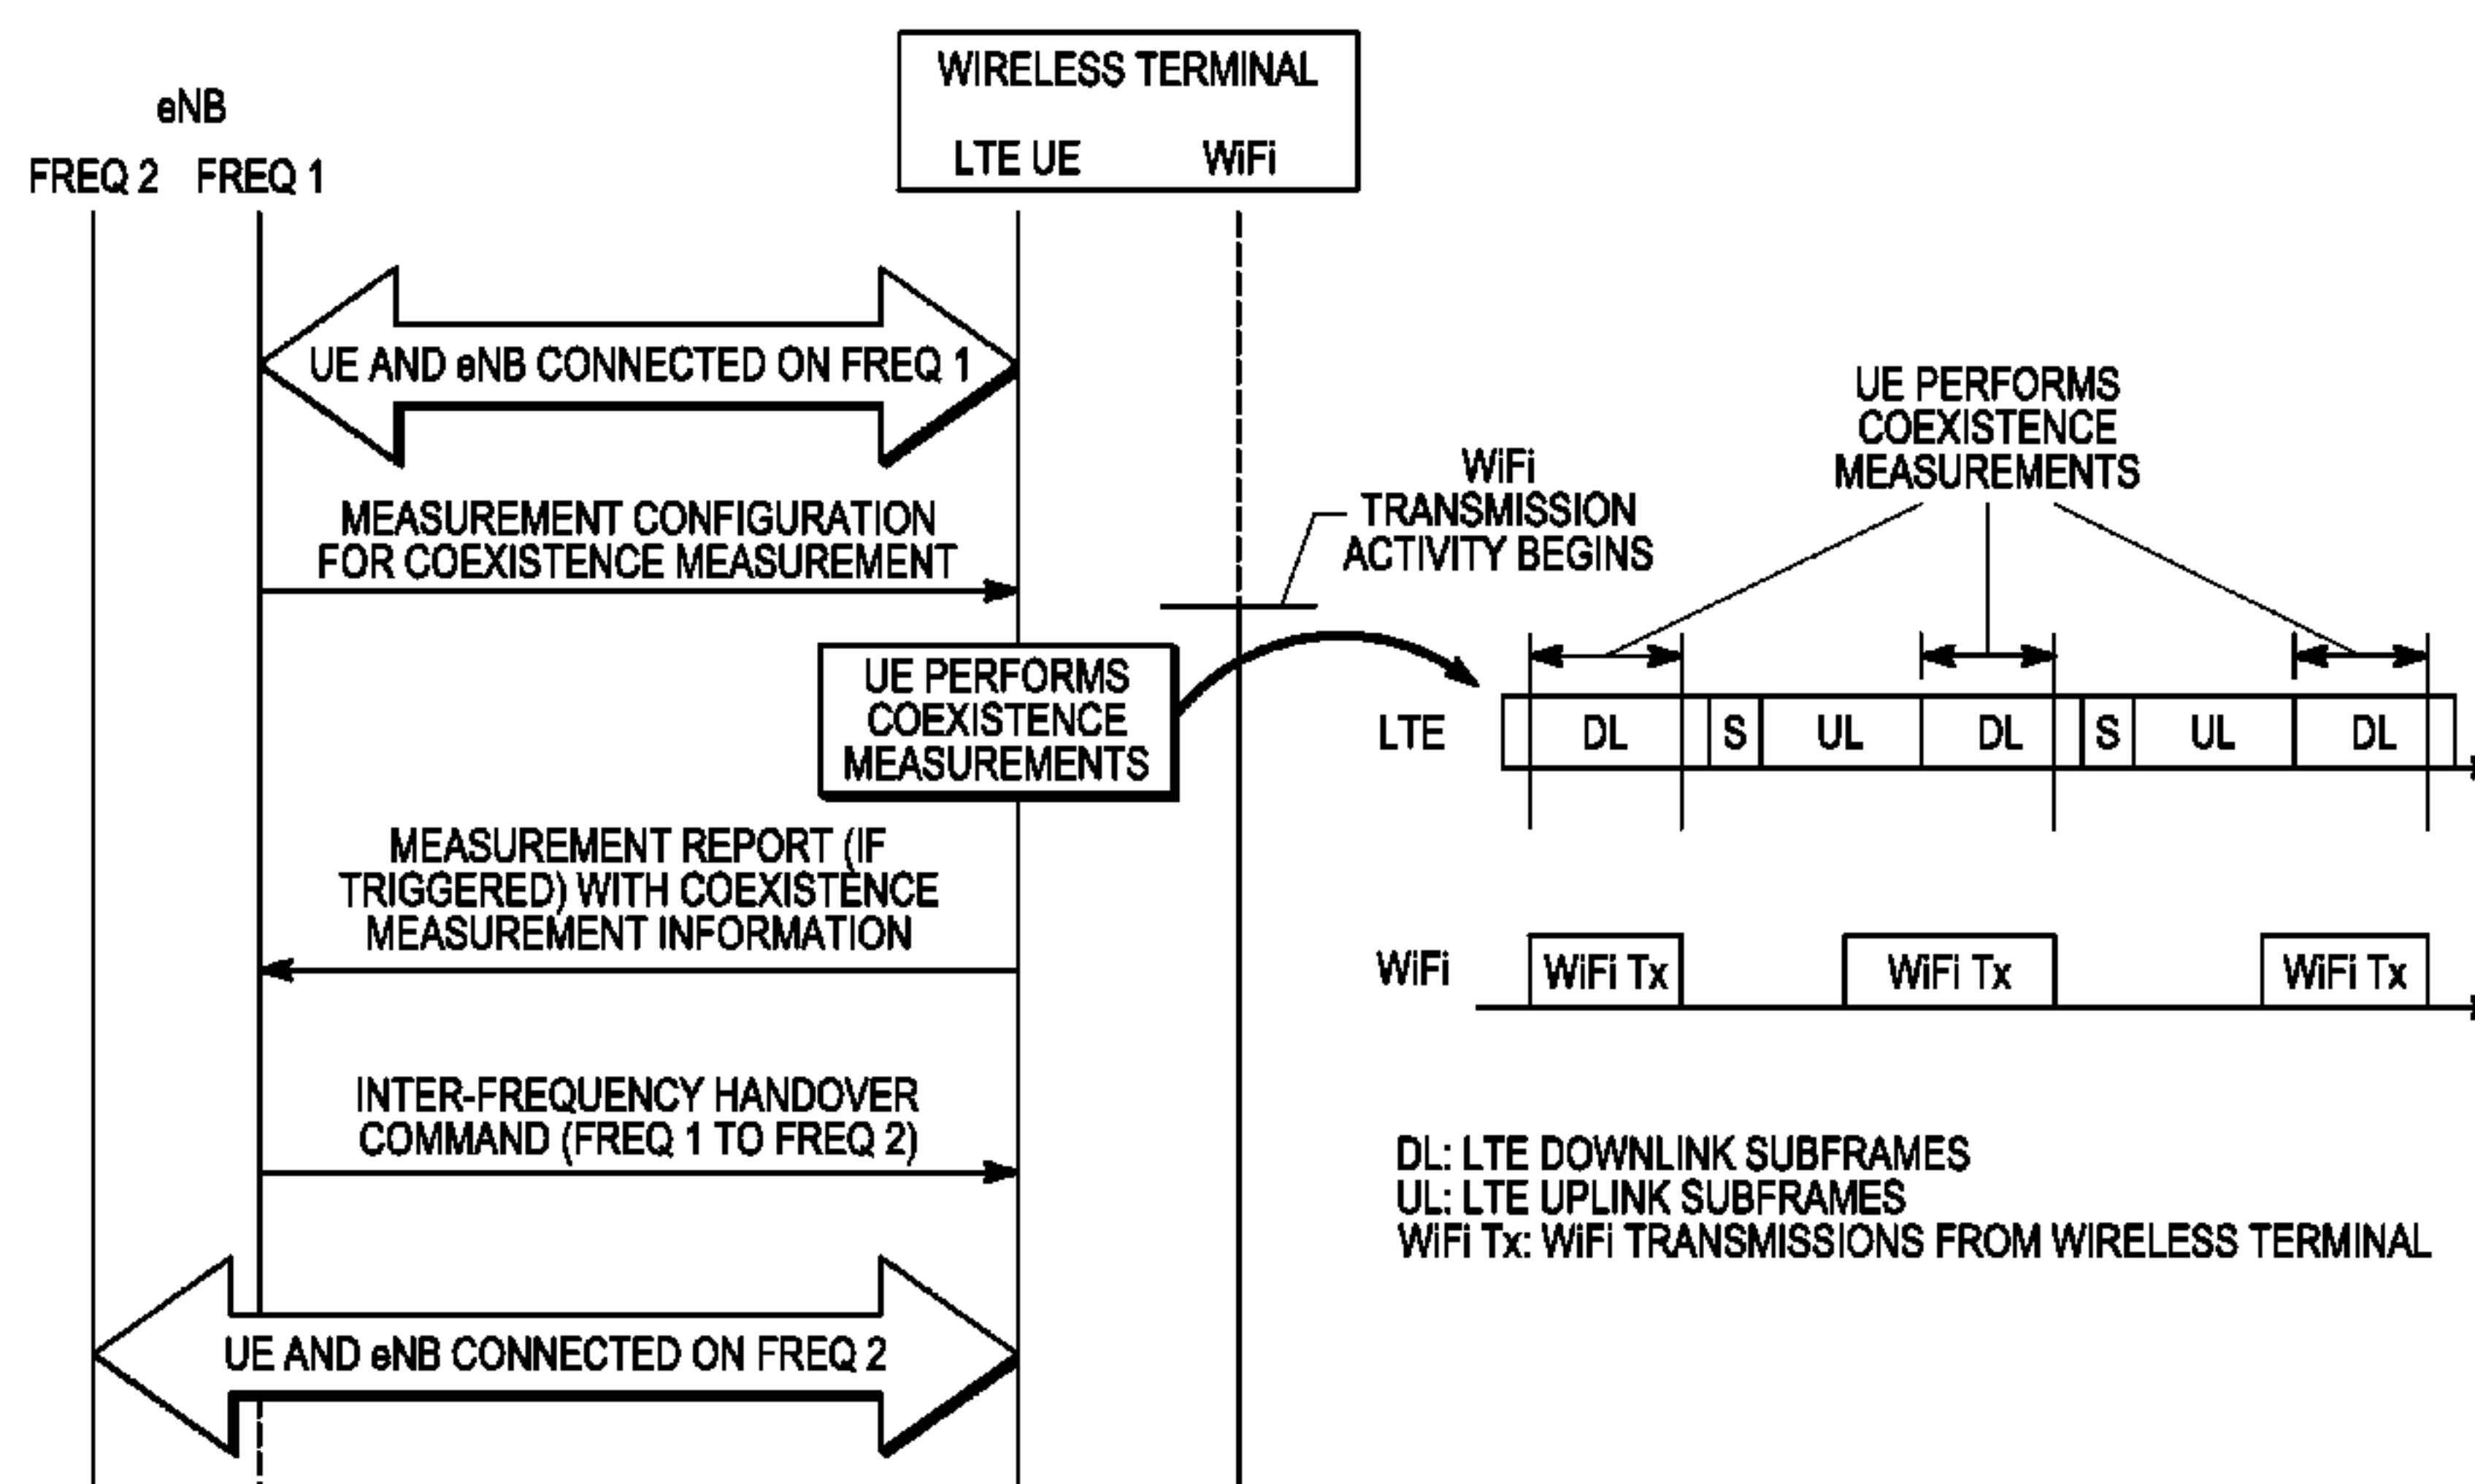 eNB
FREQ 2 FREQ 1
WIRELESS TERMINAL
LTE UE WiFi
UE AND eNB CONNECTED ON FREQ 1
MEASUREMENT CONFIGURATION
FOR COEXISTENCE MEASUREMENT
WiFi
TRANSMISSION
ACTIVITY BEGINS
UE PERFORMS
COEXISTENCE
MEASUREMENTS
UE PERFORMS
COEXISTENCE
MEASUREMENTS
LTE DL S UL DL S UL DL
MEASUREMENT REPORT (IF
TRIGGERED) WITH COEXISTENCE
MEASUREMENT INFORMATION
WiFi WiFi Tx WiFi Tx WiFi Tx
INTER-FREQUENCY HANDOVER
COMMAND (FREQ 1 TO FREQ 2)
DL: LTE DOWNLINK SUBFRAMES
UL: LTE UPLINK SUBFRAMES
WiFi Tx: WiFi TRANSMISSIONS FROM WIRELESS TERMINAL
UE AND eNB CONNECTED ON FREQ 2